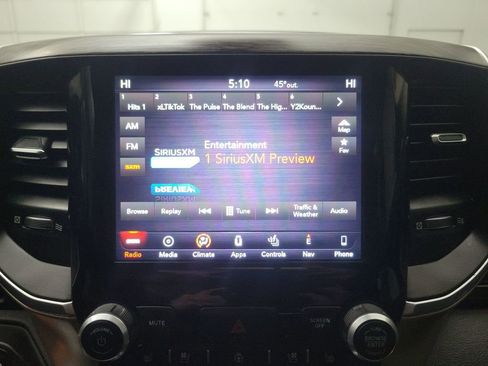 HI 5:10 45°out. HI
1 2 3 4 5 6
Hits 1 xLTikTok The Pulse The Blend The Hig... Y2Koun...
AM
Map
FM
Fav
sxm
SIRIUSXM
Entertainment
1 SiriusXM Preview
Browse Replay Tune Traffic & Weather Audio
Radio Media Climate Apps Controls Nav Phone
MUTE
SCREEN OFF
BROWSE
ENTER